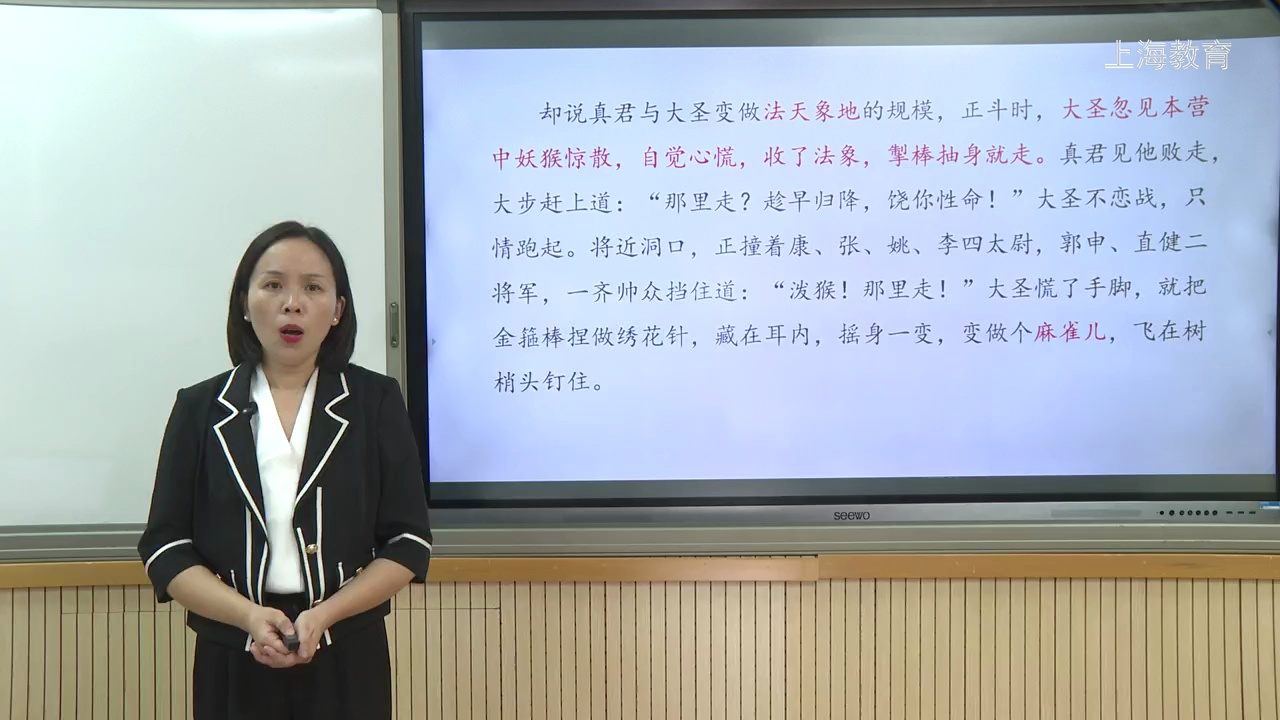 上海教育
却说真君与大圣变做法天象地的规模，正斗时，大圣忽见本营
中妖猴惊散，自觉心慌，收了法象，掣棒抽身就走。真君见他败走，
大步赶上道：“那里走？趁早归降，饶你性命！”大圣不恋战，只
情跑起。将近洞口，正撞着康、张、姚、李四太尉，郭申、直健二
将军，一齐帅众挡住道：“泼猴！那里走！”大圣慌了手脚，就把
金箍棒捏做绣花针，藏在耳内，摇身一变，变做个麻雀儿，飞在树
梢头钉住。
seewo